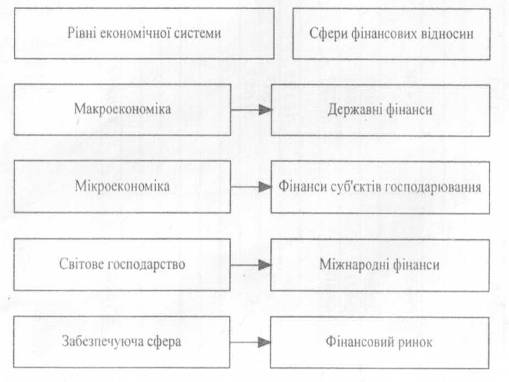 Рівні економічної системи
Сфери фінансових відносин
Макроекономіка
Державні фінанси
Мікроекономіка
Фінанси суб'єктів господарювання
Світове господарство
Міжнародні фінанси
Забезпечуюча сфера
Фінансовий ринок